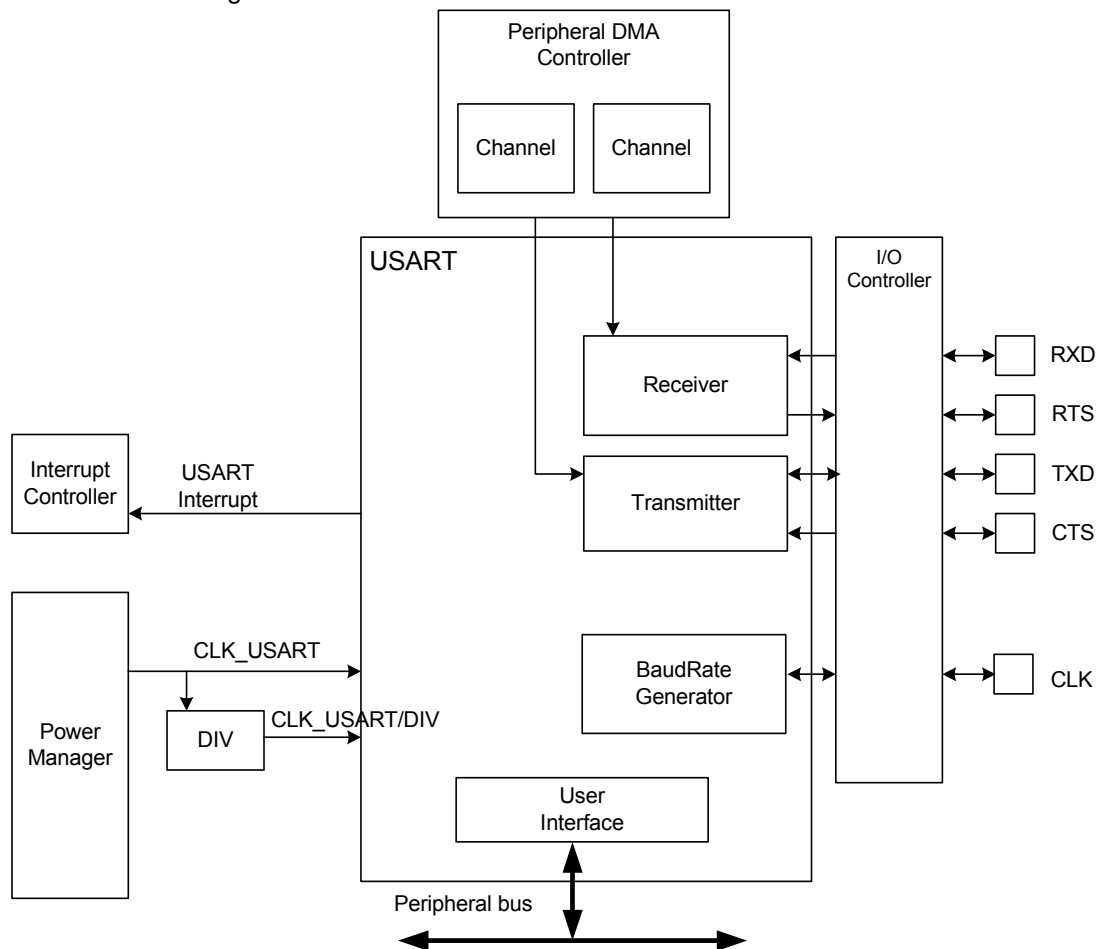 Peripheral DMA
Controller
Channel
Channel
USART
I/O
Controller
Receiver
RXD
RTS
Interrupt
Controller
USART
Interrupt
Transmitter
TXD
CTS
CLK_USART
BaudRate
Generator
CLK
Power
Manager
DIV
CLK_USART/DIV
User
Interface
Peripheral bus